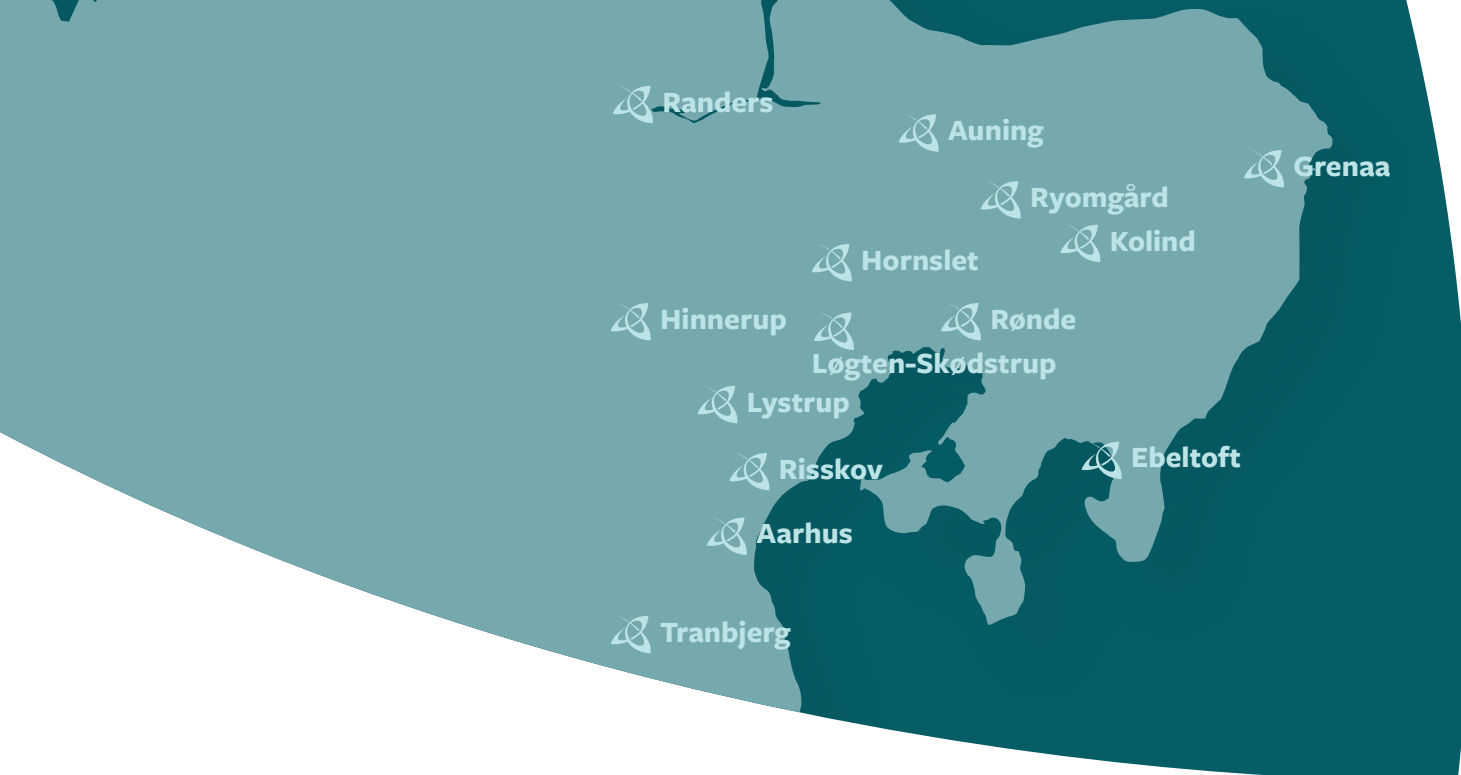 Randers
Auning
Grenaa
Ryomgård
Kolind
Hornslet
Hinnerup
Rønde
Løgten-Skødstrup
Lystrup
Ebeltoft
Risskov
Aarhus
Tranbjerg